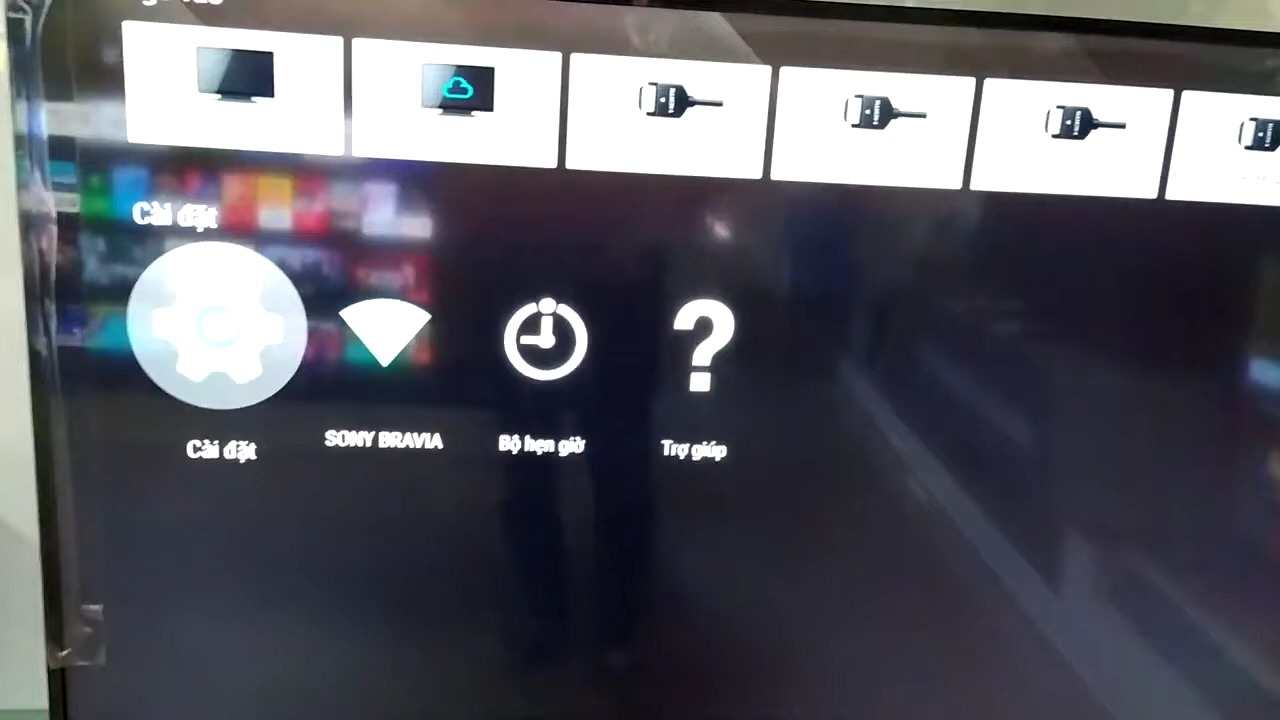 Cài đặt
Cài đặt
SONY BRAVIA
Bộ hẹn giờ
Trợ giúp